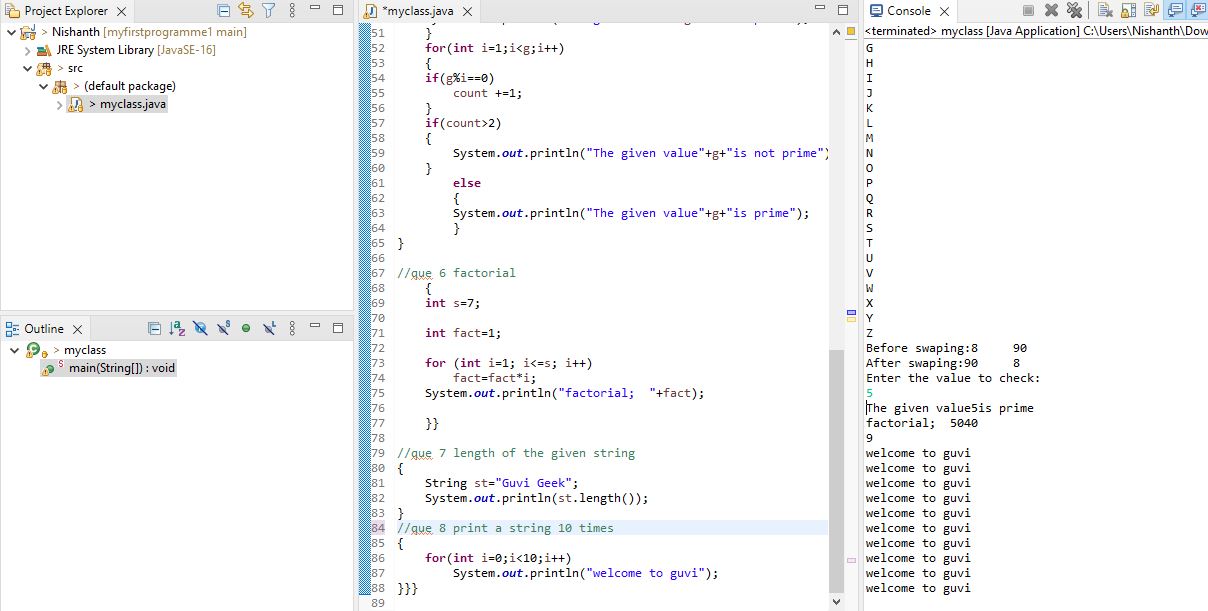 Project Explorer
Nishanth [myfirstprogramme1 main]
JRE System Library [JavaSE-16]
> src
> (default package)
> myclass.java
Outline
> myclass
main(String[]) : void
*myclass.java
51 }
52 for(int i=1;i<g;i++)
53 {
54 if(g%i==0)
55 count +=1;
56 }
57 if(count>2)
58 {
59 System.out.println("The given value"+g+"is not prime")
60 }
61 else
62 {
63 System.out.println("The given value"+g+"is prime");
64 }
65 }
66
67 //que 6 factorial
68 {
69 int s=7;
70
71 int fact=1;
72
73 for (int i=1; i<=s; i++)
74 fact=fact*i;
75 System.out.println("factorial;  "+fact);
76
77 }}
78
79 //que 7 length of the given string
80 {
81 String st="Guvi Geek";
82 System.out.println(st.length());
83 }
84 //que 8 print a string 10 times
85 {
86 for(int i=0;i<10;i++)
87 System.out.println("welcome to guvi");
88 }}}
89
Console
<terminated> myclass [Java Application] C:\Users\Nishanth\Dow
G
H
I
J
K
L
M
N
O
P
Q
R
S
T
U
V
W
X
Y
Z
Before swaping:8     90
After swaping:90     8
Enter the value to check:
5
The given value5is prime
factorial;  5040
9
welcome to guvi
welcome to guvi
welcome to guvi
welcome to guvi
welcome to guvi
welcome to guvi
welcome to guvi
welcome to guvi
welcome to guvi
welcome to guvi